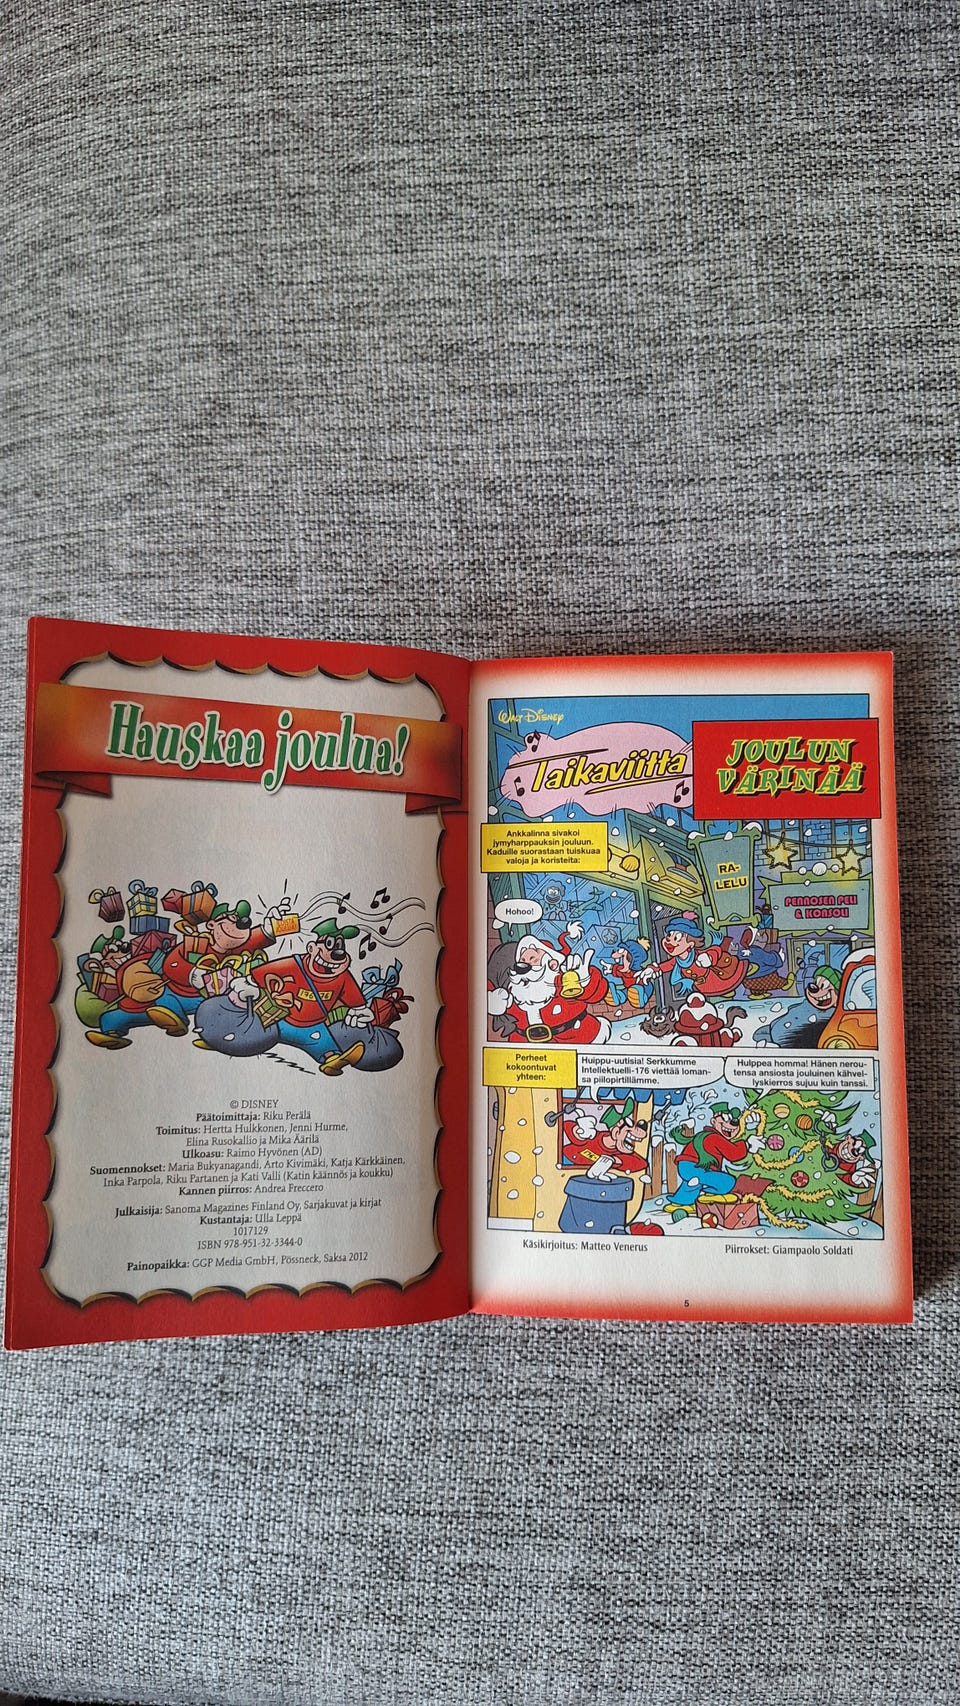 Hauskaa joulua!
176-176
© DISNEY
Päätoimittaja: Riku Perälä
Toimitus: Hertta Hulkkonen, Jenni Hurme,
Elina Rusokallio ja Mika Äärilä
Ulkoasu: Raimo Hyvönen (AD)
Suomennokset: Maria Bukyanagandi, Arto Kivimäki, Katja Kärkkäinen,
Inka Parpola, Riku Partanen ja Kati Valli (Katin käännös ja koukku)
Kannen piirros: Andrea Freccero
Julkaisija: Sanoma Magazines Finland Oy, Sarjakuvat ja kirjat
Kustantaja: Ulla Leppä
1017129
ISBN 978-951-32-3344-0
Painopaikka: GGP Media GmbH, Pössneck, Saksa 2012
WALT DISNEY
Taikaviitta
JOULUN
VÄRINÄÄ
Ankkalinna sivakoi
jymyharppauksin jouluun.
Kaduille suorastaan tuiskuaa
valoja ja koristeita:
RA-
LELU
PENNOSEN PELI
& KONSOLI
Hohoo!
Perheet
kokoontuvat
yhteen:
Huippu-uutisia! Serkkumme
Intellektuelli-176 viettää loman-
sa piilopirtillämme.
Hulppea homma! Hänen nerou-
tensa ansiosta jouluinen kähvel-
lyskierros sujuu kuin tanssi.
Käsikirjoitus: Matteo Venerus
Piirrokset: Giampaolo Soldati
5